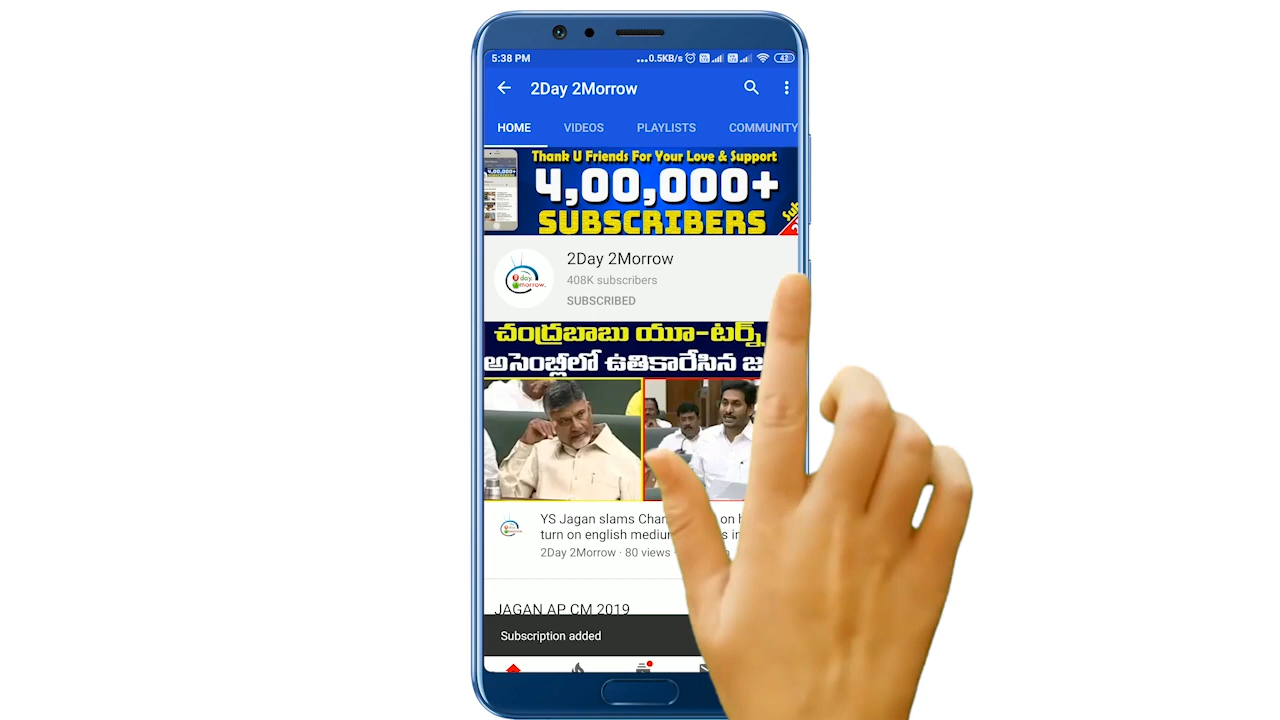 5:38 PM
...0.5KB/s
42
2Day 2Morrow
HOME VIDEOS PLAYLISTS COMMUNITY
Thank U Friends For Your Love & Support
4,00,000+
SUBSCRIBERS
2Day 2Morrow
408K subscribers
SUBSCRIBED
చంద్రబాబు యూ-టర్న్
అసెంబ్లీలో ఉతికారేసిన
YS Jagan slams on
turn on english
2Day 2Morrow · 80 views
JAGAN AP CM 2019
Subscription added